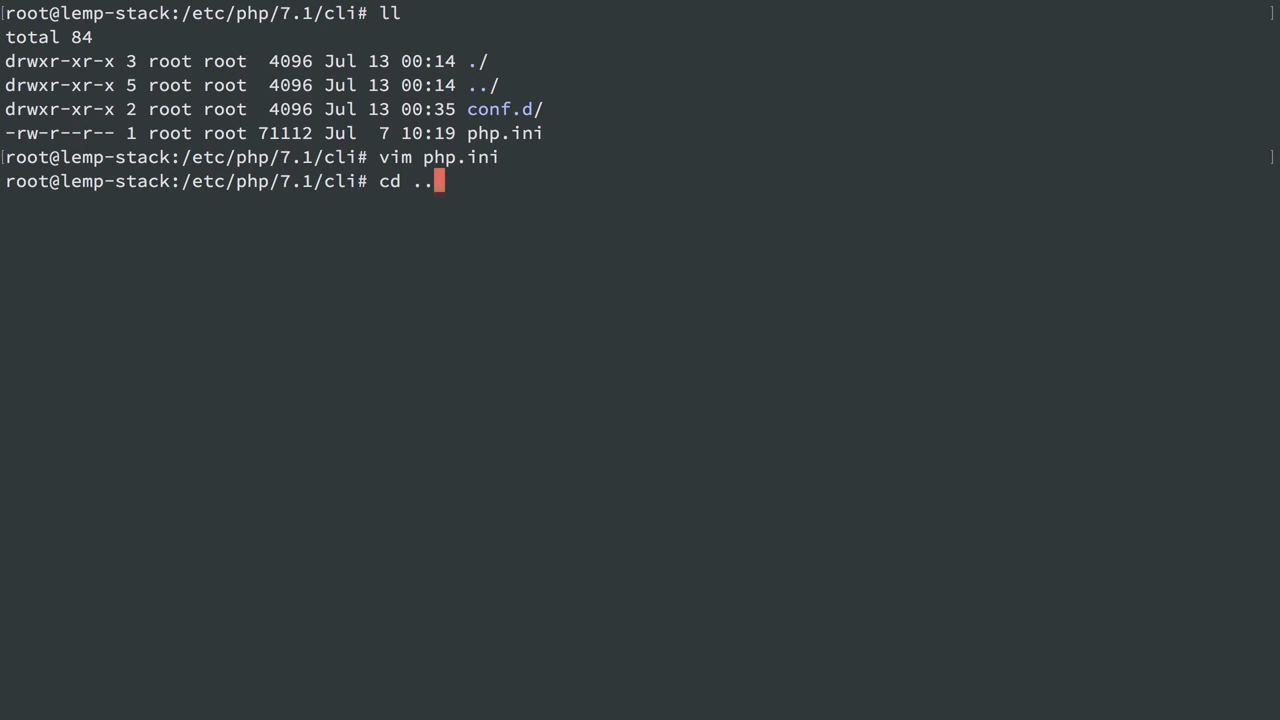 [root@lemp-stack:/etc/php/7.1/cli# ll ]
total 84
drwxr-xr-x 3 root root  4096 Jul 13 00:14 ./
drwxr-xr-x 5 root root  4096 Jul 13 00:14 ../
drwxr-xr-x 2 root root  4096 Jul 13 00:35 conf.d/
-rw-r--r-- 1 root root 71112 Jul  7 10:19 php.ini
[root@lemp-stack:/etc/php/7.1/cli# vim php.ini ]
root@lemp-stack:/etc/php/7.1/cli# cd ..